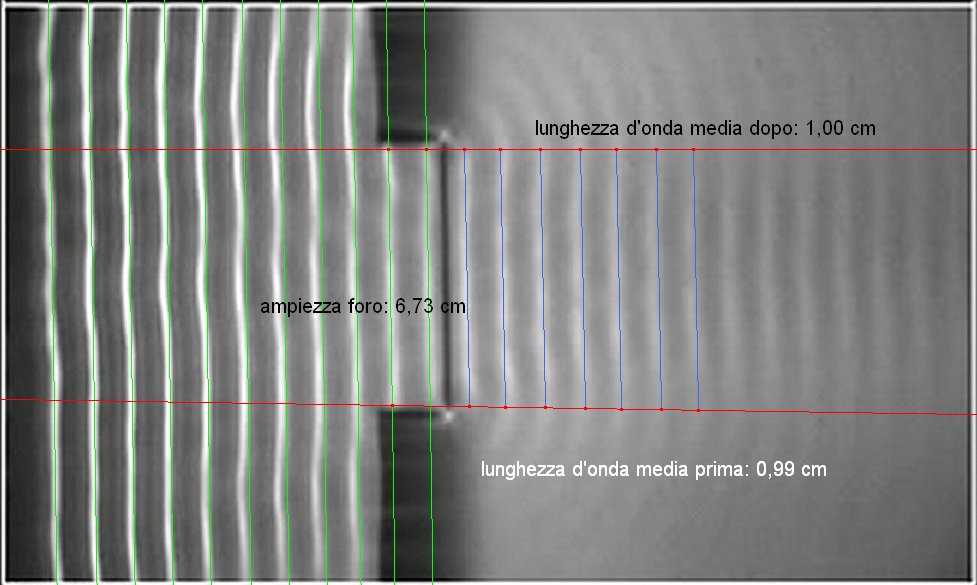 lunghezza d'onda media dopo: 1,00 cm
ampiezza foro: 6,73 cm
lunghezza d'onda media prima: 0,99 cm